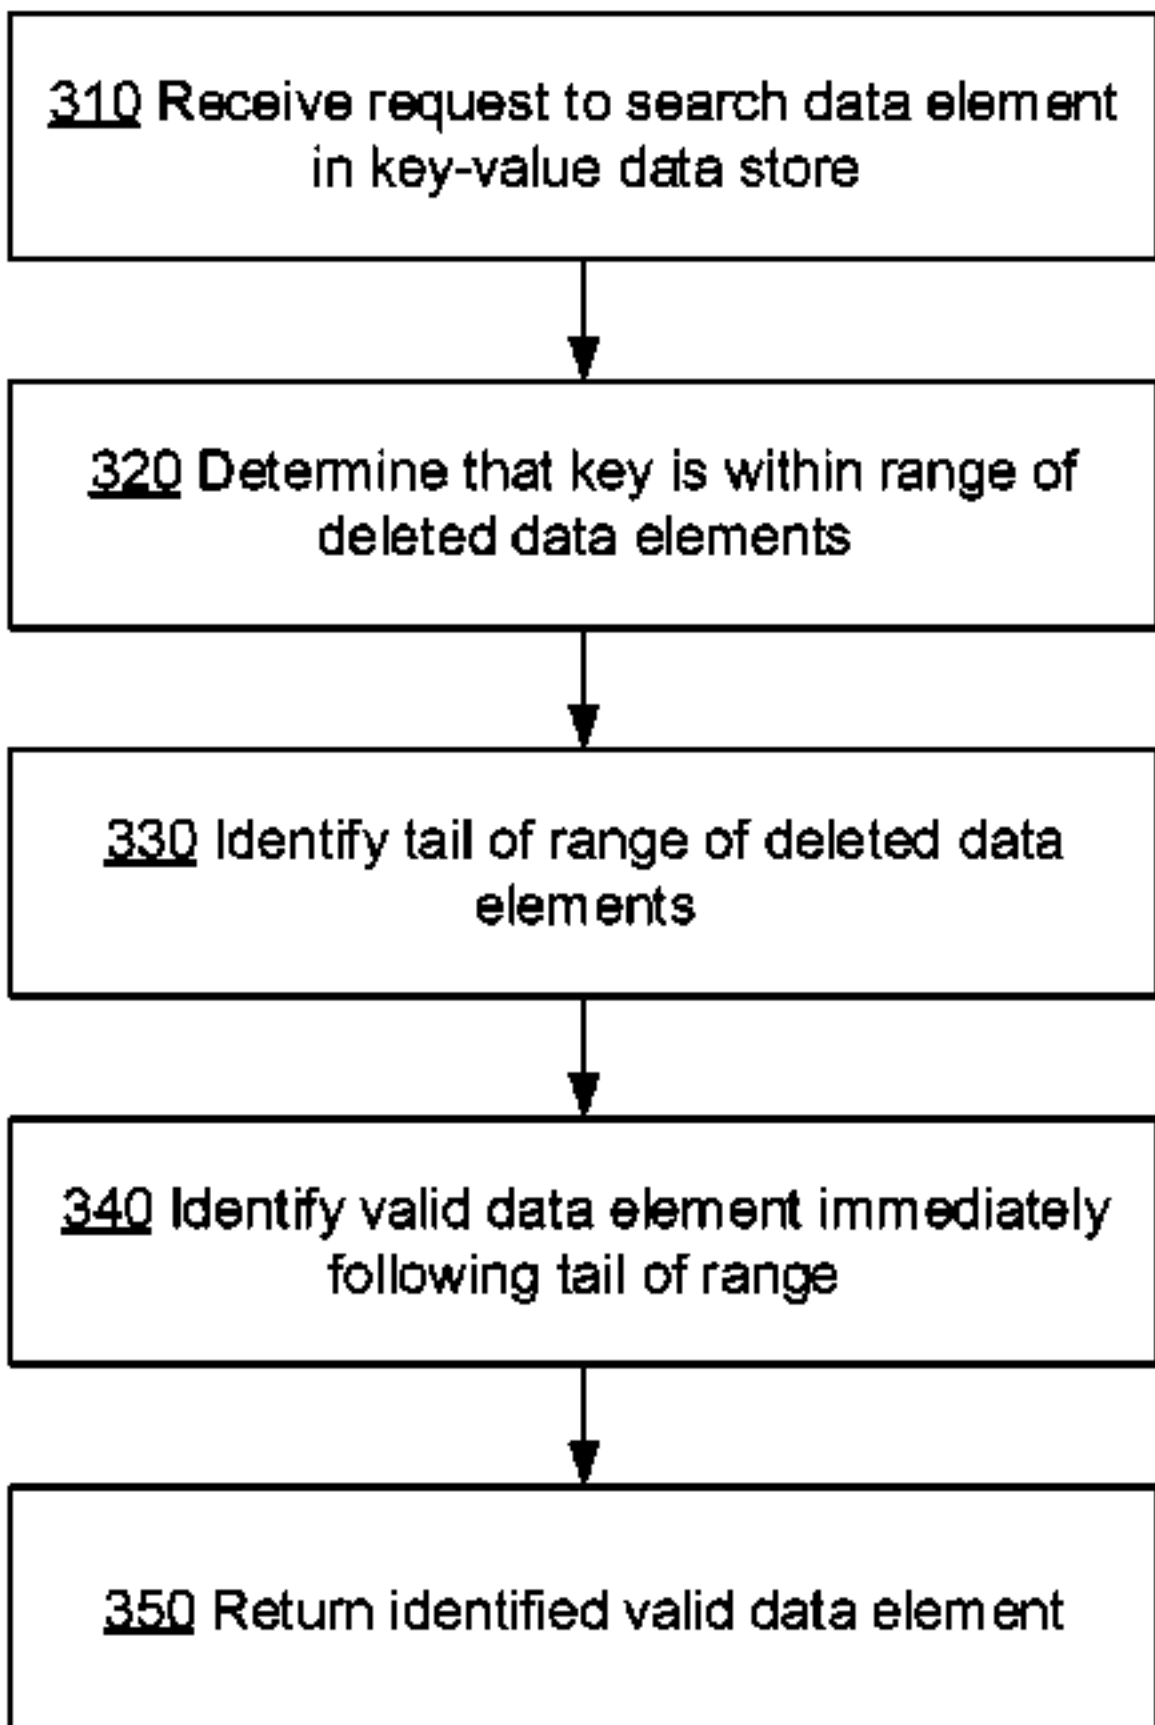 310 Receive request to search data element
in key-value data store
320 Determine that key is within range of
deleted data elements
330 Identify tail of range of deleted data
elements
340 Identify valid data element immediately
following tail of range
350 Return identified valid data element